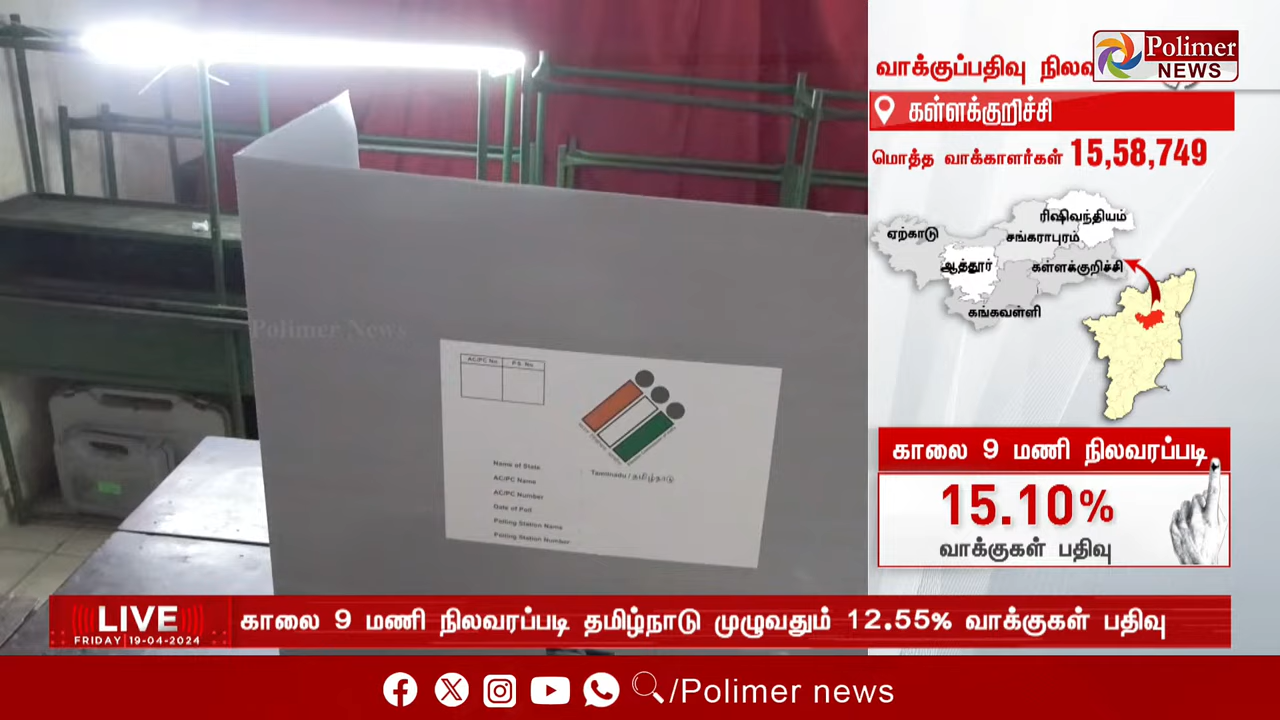 வாக்குப்பதிவு
Polimer
NEWS
கள்ளக்குறிச்சி
மொத்த வாக்காளர்கள் 15,58,749
ரிஷிவந்தியம்
ஏற்காடு
சங்கராபுரம்
ஆத்தூர்
கள்ளக்குறிச்சி
கங்கவள்ளி
காலை 9 மணி நிலவரப்படி
15.10%
வாக்குகள் பதிவு
Polimer News
AC/PC No.
P.S. No.
Name of State
Tamilnadu / தமிழ்நாடு
AC/PC Name
AC/PC Number
Date of Poll
Polling Station Name
Polling Station Number
LIVE
FRIDAY 19-04-2024
காலை 9 மணி நிலவரப்படி தமிழ்நாடு முழுவதும் 12.55% வாக்குகள் பதிவு
/Polimer news